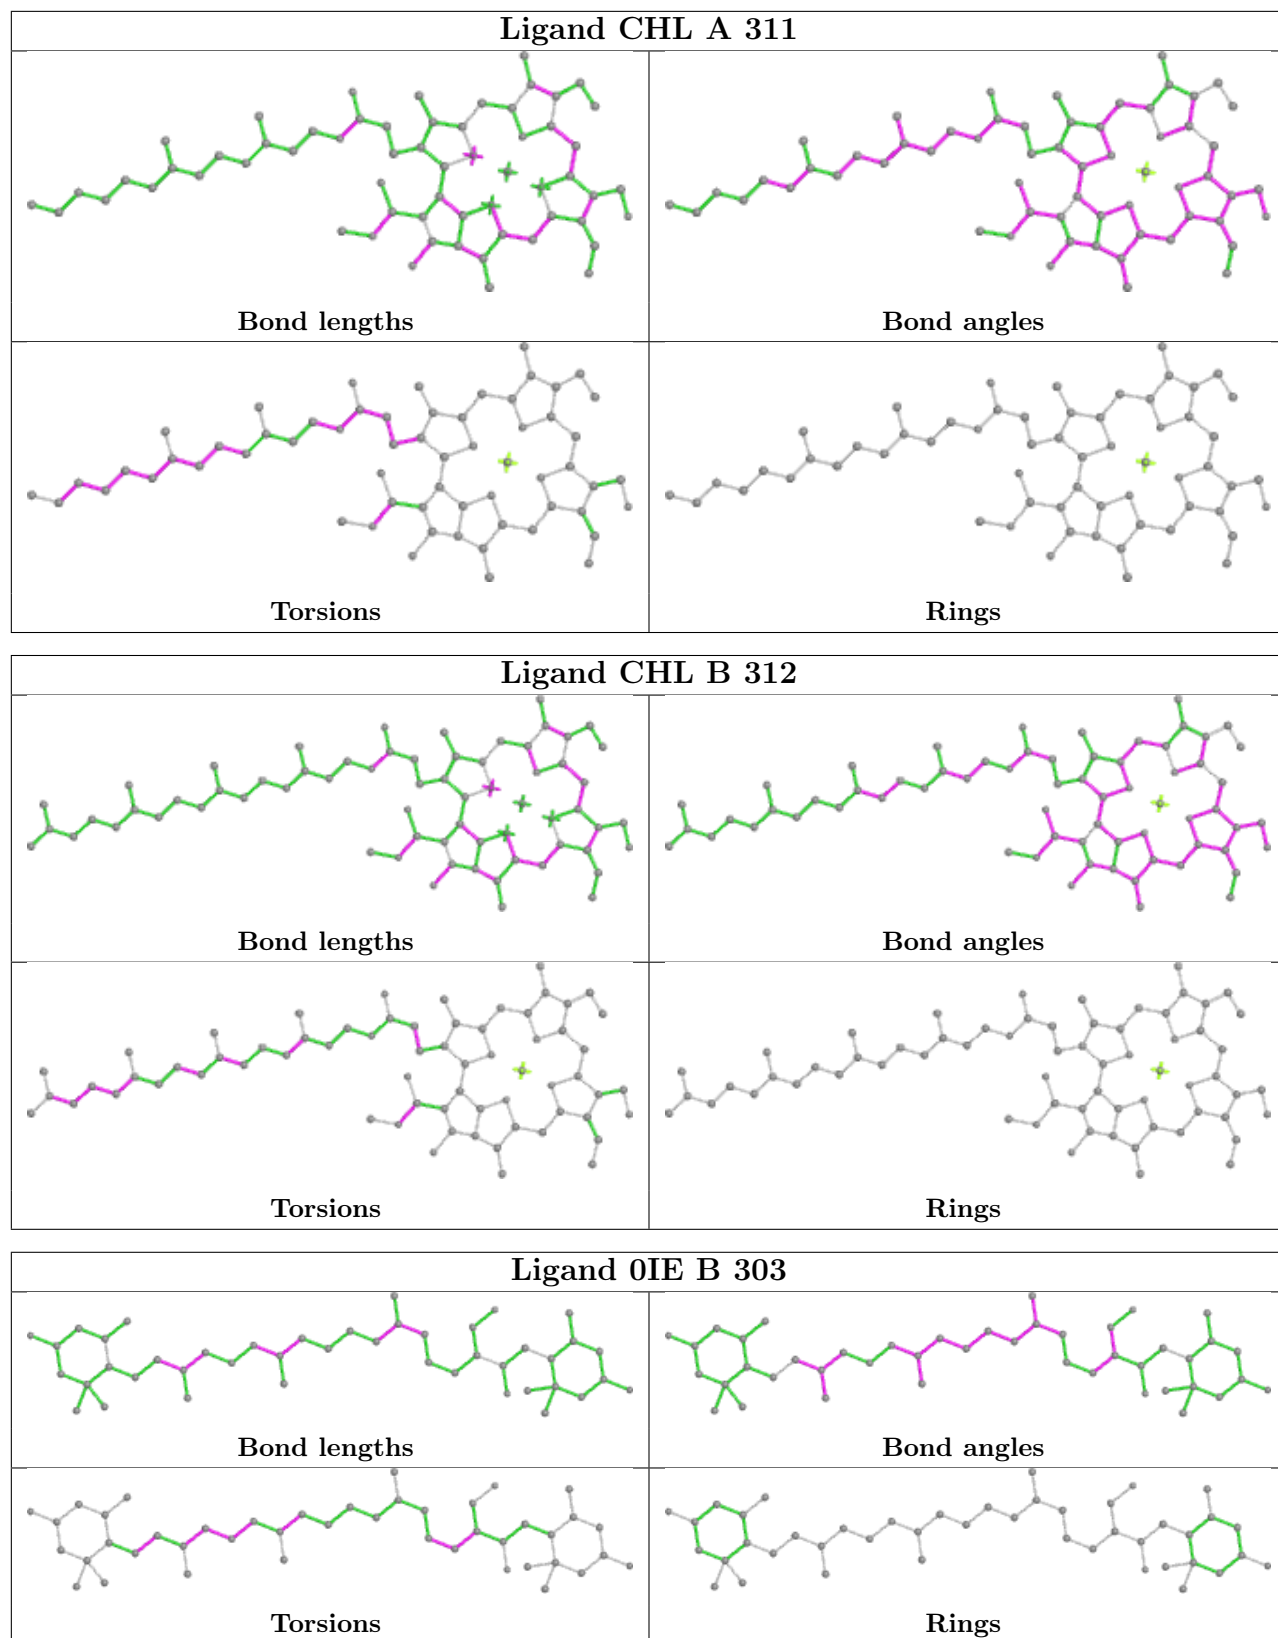 Ligand CHL A 311
Bond lengths
Bond angles
Torsions
Rings
Ligand CHL B 312
Bond lengths
Bond angles
Torsions
Rings
Ligand 0IE B 303
Bond lengths
Bond angles
Torsions
Rings